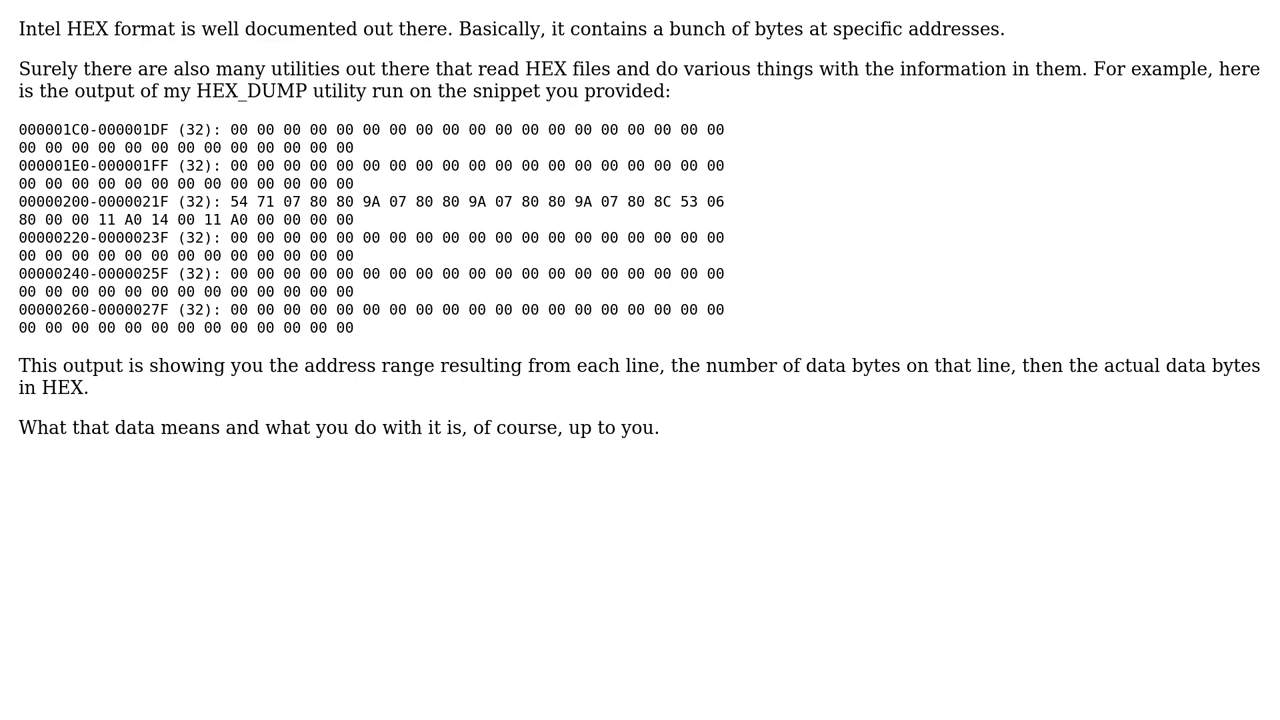 Intel HEX format is well documented out there. Basically, it contains a bunch of bytes at specific addresses.
Surely there are also many utilities out there that read HEX files and do various things with the information in them. For example, here
is the output of my HEX_DUMP utility run on the snippet you provided:
000001C0-000001DF (32): 00 00 00 00 00 00 00 00 00 00 00 00 00 00 00 00 00 00 00
00 00 00 00 00 00 00 00 00 00 00 00 00
000001E0-000001FF (32): 00 00 00 00 00 00 00 00 00 00 00 00 00 00 00 00 00 00 00
00 00 00 00 00 00 00 00 00 00 00 00 00
00000200-0000021F (32): 54 71 07 80 80 9A 07 80 80 9A 07 80 80 9A 07 80 8C 53 06
80 00 00 11 A0 14 00 11 A0 00 00 00 00
00000220-0000023F (32): 00 00 00 00 00 00 00 00 00 00 00 00 00 00 00 00 00 00 00
00 00 00 00 00 00 00 00 00 00 00 00 00
00000240-0000025F (32): 00 00 00 00 00 00 00 00 00 00 00 00 00 00 00 00 00 00 00
00 00 00 00 00 00 00 00 00 00 00 00 00
00000260-0000027F (32): 00 00 00 00 00 00 00 00 00 00 00 00 00 00 00 00 00 00 00
00 00 00 00 00 00 00 00 00 00 00 00 00
This output is showing you the address range resulting from each line, the number of data bytes on that line, then the actual data bytes
in HEX.
What that data means and what you do with it is, of course, up to you.